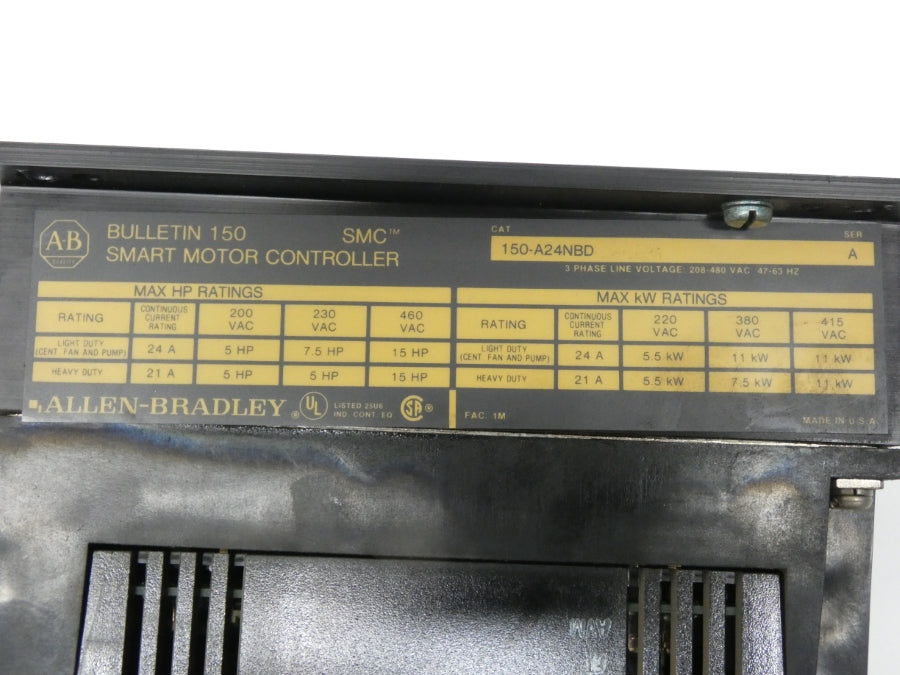 A-B
QUALITY
BULLETIN 150 SMC™
SMART MOTOR CONTROLLER
CAT SER
150-A24NBD A
3 PHASE LINE VOLTAGE: 208-480 VAC 47-63 HZ
MAX HP RATINGS
RATING CONTINUOUS CURRENT RATING 200 VAC 230 VAC 460 VAC
LIGHT DUTY (CENT. FAN AND PUMP) 24 A 5 HP 7.5 HP 15 HP
HEAVY DUTY 21 A 5 HP 5 HP 15 HP
MAX kW RATINGS
RATING CONTINUOUS CURRENT RATING 220 VAC 380 VAC 415 VAC
LIGHT DUTY (CENT. FAN AND PUMP) 24 A 5.5 kW 11 kW 11 kW
HEAVY DUTY 21 A 5.5 kW 7.5 kW 11 kW
ALLEN-BRADLEY
UL® LISTED 25U6
IND. CONT. EQ.
SA®
FAC. 1M
MADE IN U.S.A.